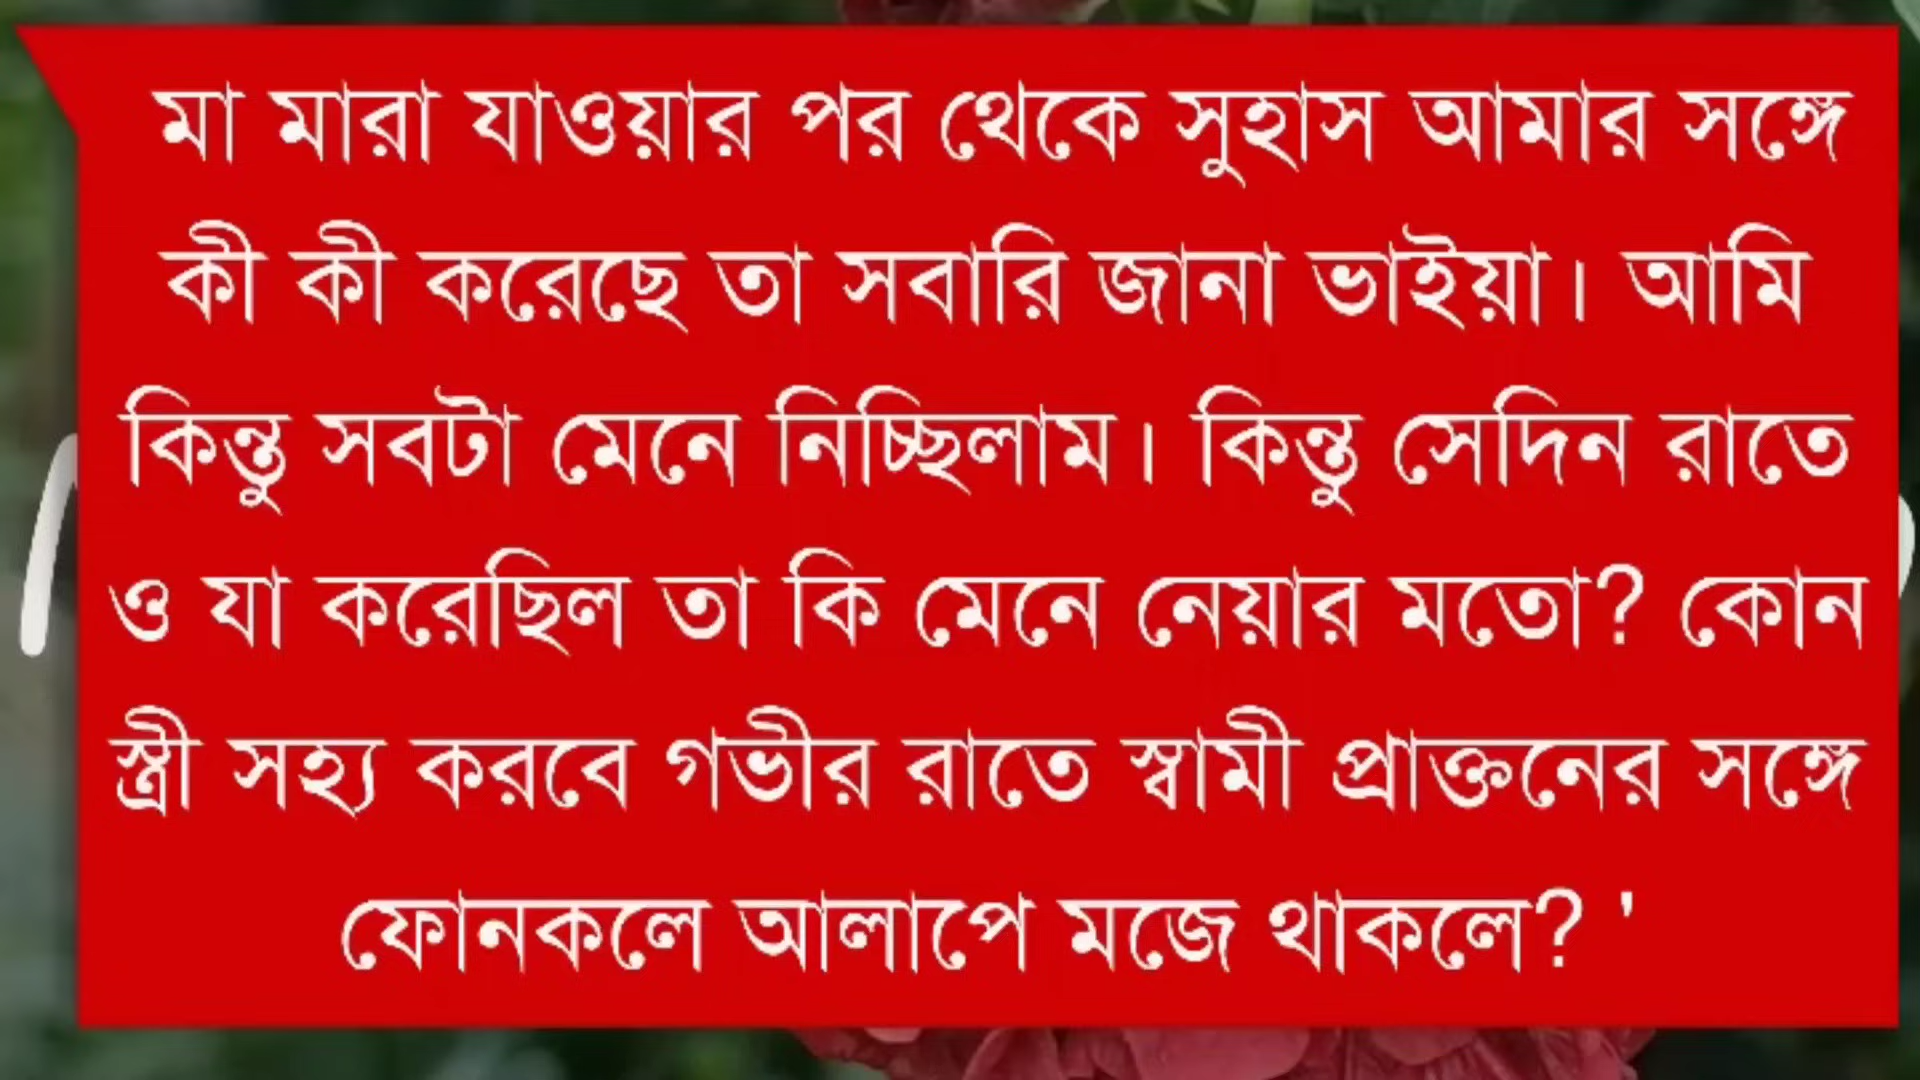 মা মারা যাওয়ার পর থেকে সুহাস আমার সঙ্গে
কী কী করেছে তা সবারি জানা ভাইয়া। আমি
কিন্তু সবটা মেনে নিচ্ছিলাম। কিন্তু সেদিন রাতে
ও যা করেছিল তা কি মেনে নেয়ার মতো? কোন
স্ত্রী সহ্য করবে গভীর রাতে স্বামী প্রাক্তনের সঙ্গে
ফোনকলে আলাপে মজে থাকলে? '